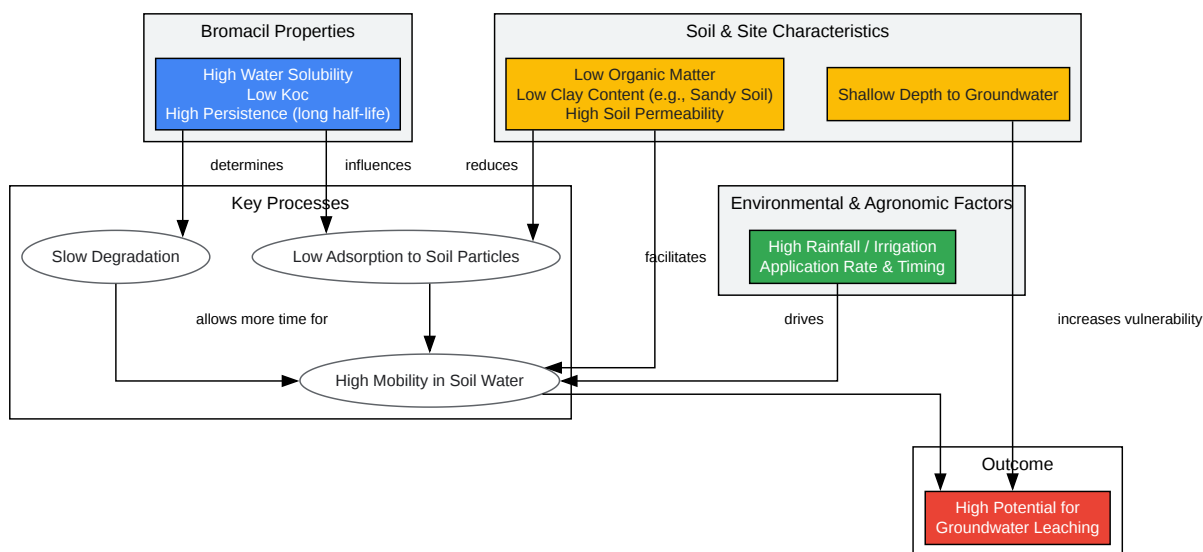 Bromacil Properties
High Water Solubility
Low Koc
High Persistence (long half-life)
Soil & Site Characteristics
Low Organic Matter
Low Clay Content (e.g., Sandy Soil)
High Soil Permeability
Shallow Depth to Groundwater
determines
influences
reduces
Key Processes
Slow Degradation
Low Adsorption to Soil Particles
facilitates
Environmental & Agronomic Factors
High Rainfall / Irrigation
Application Rate & Timing
allows more time for
drives
increases vulnerability
High Mobility in Soil Water
Outcome
High Potential for
Groundwater Leaching